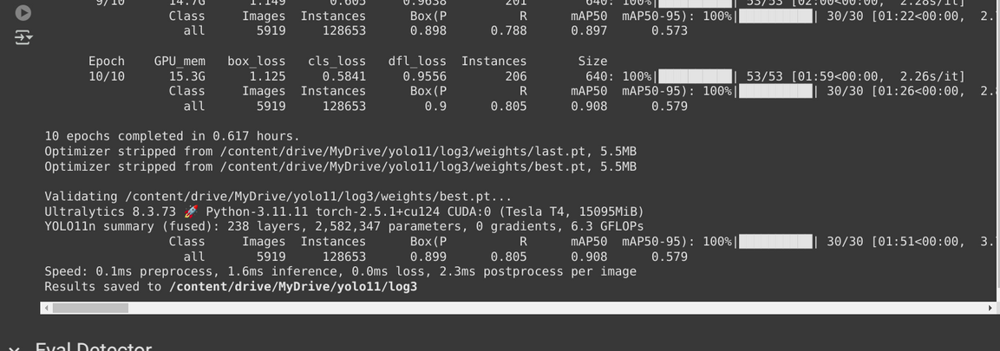 9/10 14.7G 1.149 0.605 0.9638 201 640: 100%|██████████| 53/53 [02:00<00:00, 2.28s/it]
Class Images Instances Box(P R mAP50 mAP50-95): 100%|██████████| 30/30 [01:22<00:00, 2.
all 5919 128653 0.898 0.788 0.897 0.573
Epoch GPU_mem box_loss cls_loss dfl_loss Instances Size
10/10 15.3G 1.125 0.5841 0.9556 206 640: 100%|██████████| 53/53 [01:59<00:00, 2.26s/it]
Class Images Instances Box(P R mAP50 mAP50-95): 100%|██████████| 30/30 [01:26<00:00, 2.
all 5919 128653 0.9 0.805 0.908 0.579
10 epochs completed in 0.617 hours.
Optimizer stripped from /content/drive/MyDrive/yolo11/log3/weights/last.pt, 5.5MB
Optimizer stripped from /content/drive/MyDrive/yolo11/log3/weights/best.pt, 5.5MB
Validating /content/drive/MyDrive/yolo11/log3/weights/best.pt...
Ultralytics 8.3.73 🚀 Python-3.11.11 torch-2.5.1+cu124 CUDA:0 (Tesla T4, 15095MiB)
YOLO11n summary (fused): 238 layers, 2,582,347 parameters, 0 gradients, 6.3 GFLOPs
Class Images Instances Box(P R mAP50 mAP50-95): 100%|██████████| 30/30 [01:51<00:00, 3.
all 5919 128653 0.899 0.805 0.908 0.579
Speed: 0.1ms preprocess, 1.6ms inference, 0.0ms loss, 2.3ms postprocess per image
Results saved to /content/drive/MyDrive/yolo11/log3
Eval Detector